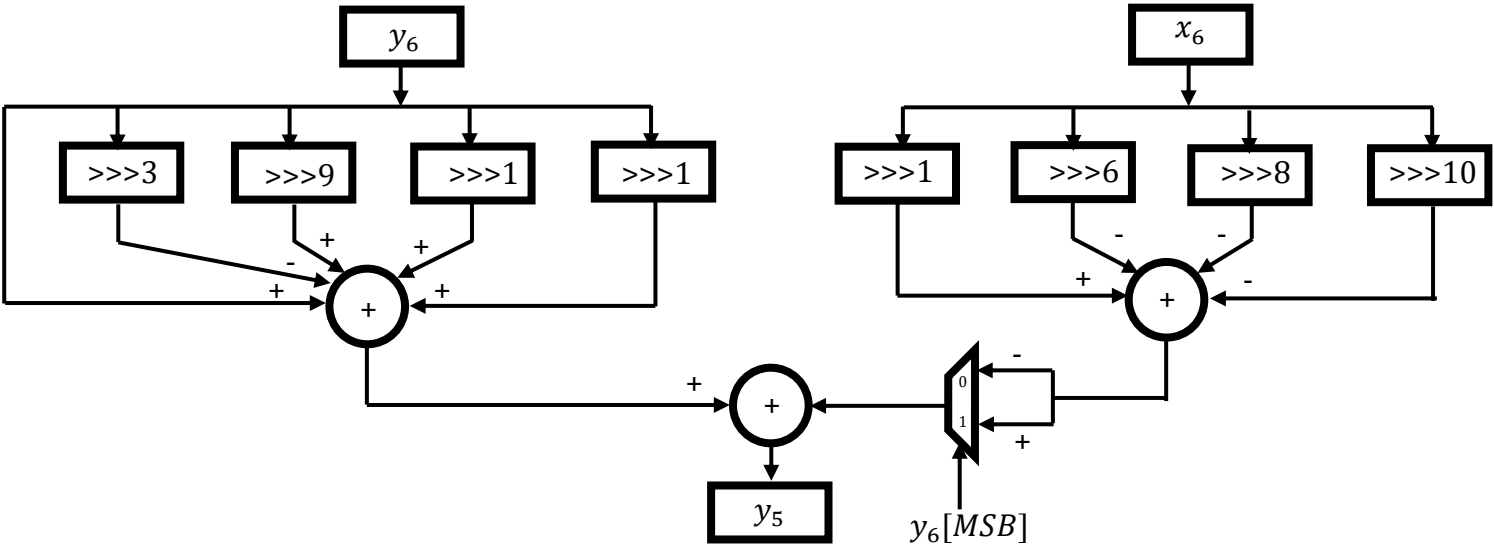 y₆ x₆
>>>3 >>>9 >>>1 >>>1 >>>1 >>>6 >>>8 >>>10
+ + - -
- + + + - -
+ +
+ - 0
+ 1
+
y₅ y₆[MSB]